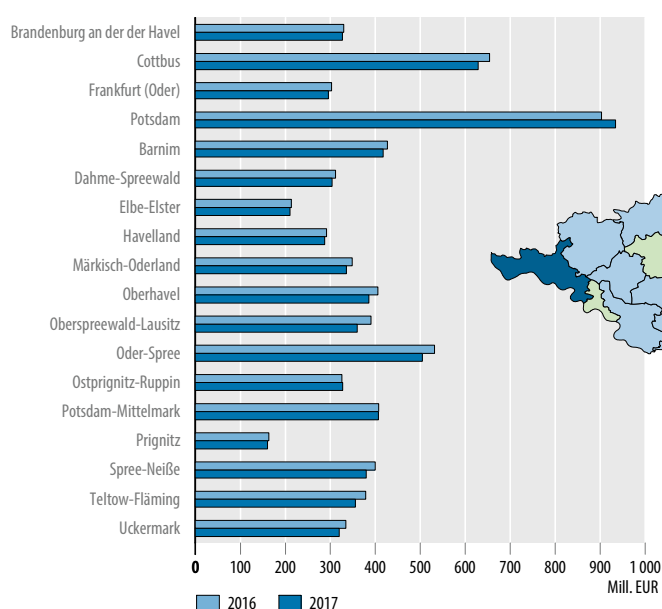 Brandenburg an der der Havel
Cottbus
Frankfurt (Oder)
Potsdam
Barnim
Dahme-Spreewald
Elbe-Elster
Havelland
Märkisch-Oderland
Oberhavel
Oberspreewald-Lausitz
Oder-Spree
Ostprignitz-Ruppin
Potsdam-Mittelmark
Prignitz
Spree-Neiße
Teltow-Fläming
Uckermark
0 100 200 300 400 500 600 700 800 900 1000
Mill. EUR
2016 2017